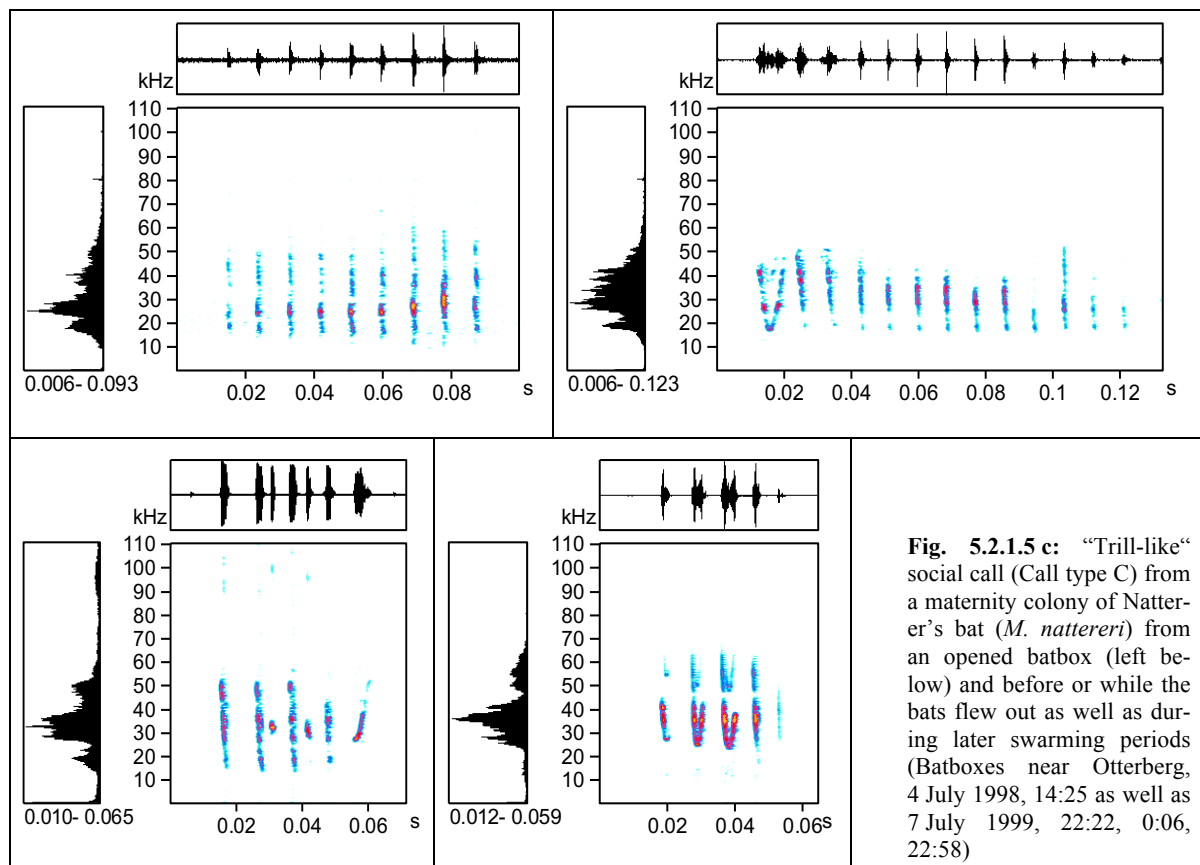 kHz
110
100
90
80
70
60
50
40
30
20
10
0.006- 0.093
0.02 0.04 0.06 0.08 s
kHz
110
100
90
80
70
60
50
40
30
20
10
0.006- 0.123
0.02 0.04 0.06 0.08 0.1 0.12 s
kHz
110
100
90
80
70
60
50
40
30
20
10
0.010- 0.065
0.02 0.04 0.06 s
kHz
110
100
90
80
70
60
50
40
30
20
10
0.012- 0.059
0.02 0.04 0.06s
Fig. 5.2.1.5 c: “Trill-like“
social call (Call type C) from
a maternity colony of Natter-
er’s bat (M. nattereri) from
an opened batbox (left be-
low) and before or while the
bats flew out as well as dur-
ing later swarming periods
(Batboxes near Otterberg,
4 July 1998, 14:25 as well as
7 July 1999, 22:22, 0:06,
22:58)